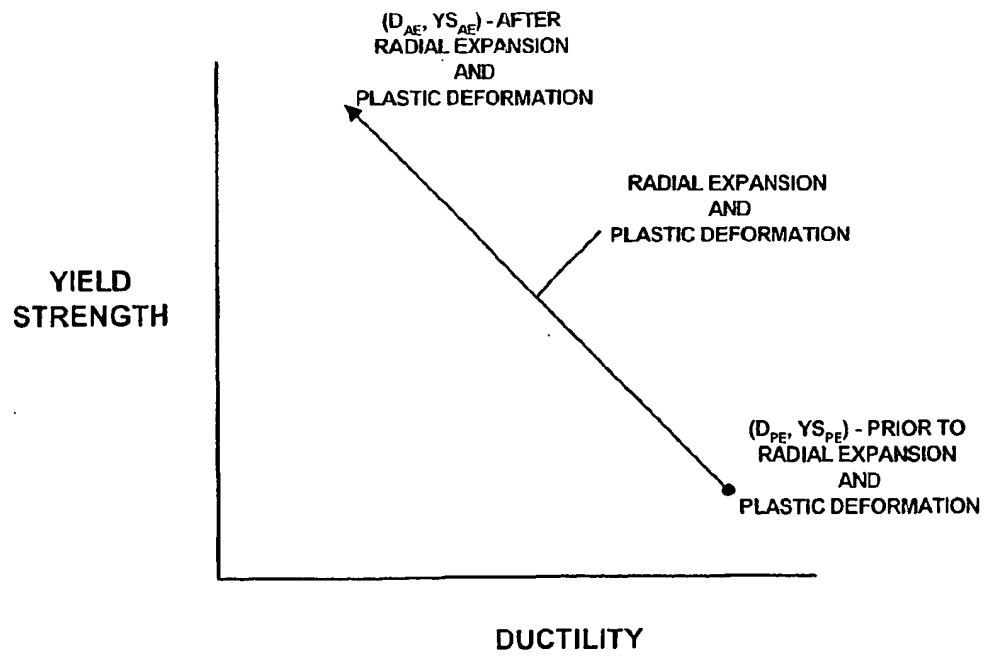 (D_AE, YS_AE) - AFTER
RADIAL EXPANSION
AND
PLASTIC DEFORMATION
RADIAL EXPANSION
AND
PLASTIC DEFORMATION
YIELD
STRENGTH
(D_PE, YS_PE) - PRIOR TO
RADIAL EXPANSION
AND
PLASTIC DEFORMATION
DUCTILITY